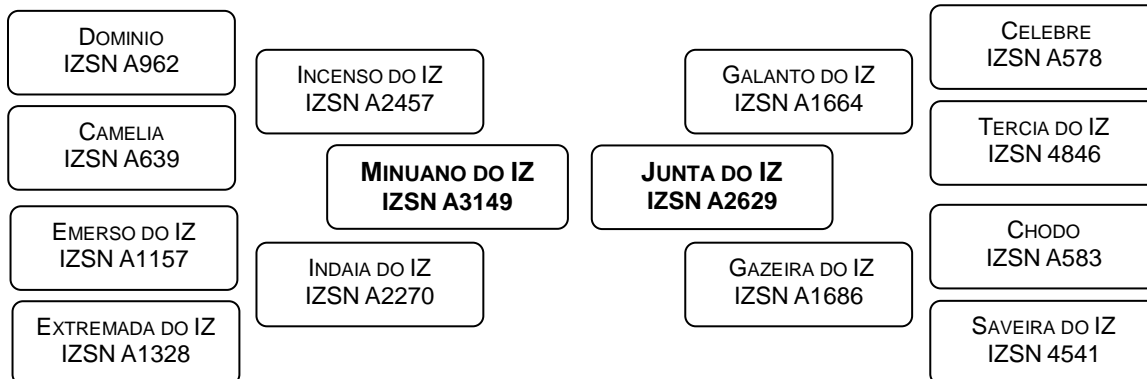 DOMINIO
IZSN A962
CAMELIA
IZSN A639
EMERSO DO IZ
IZSN A1157
EXTREMADA DO IZ
IZSN A1328
INCENSO DO IZ
IZSN A2457
INDAIA DO IZ
IZSN A2270
MINUANO DO IZ
IZSN A3149
JUNTA DO IZ
IZSN A2629
GALANTO DO IZ
IZSN A1664
GAZEIRA DO IZ
IZSN A1686
CELEBRE
IZSN A578
TERCIA DO IZ
IZSN 4846
CHODO
IZSN A583
SAVEIRA DO IZ
IZSN 4541